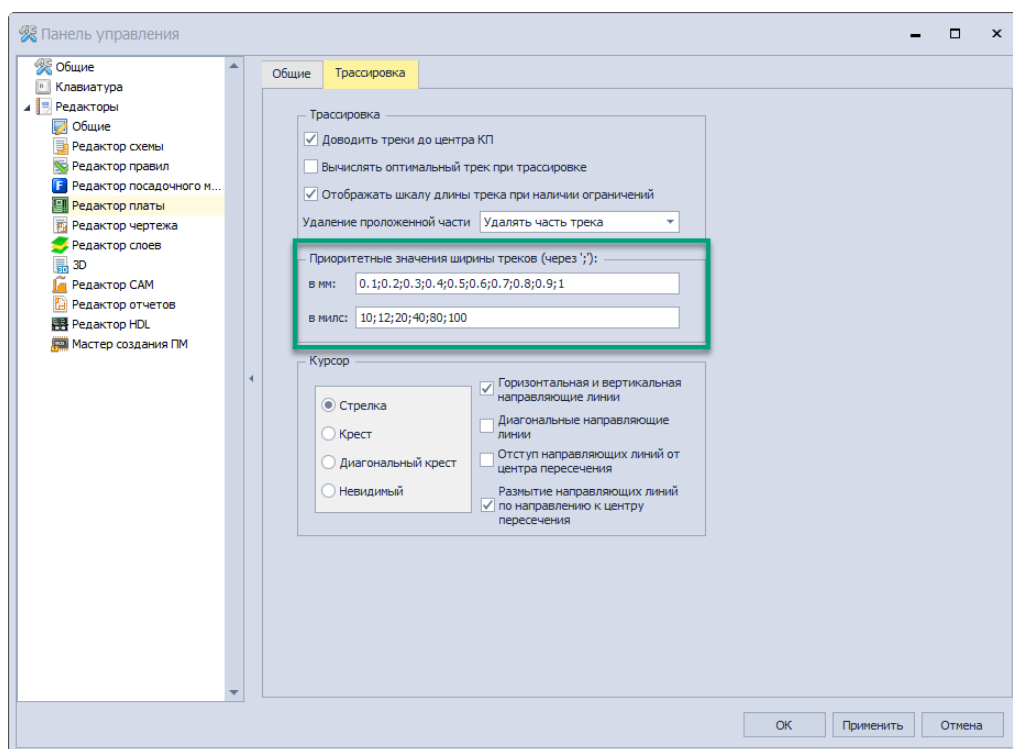 Панель управления
Общие
Клавиатура
Редакторы
Общие
Редактор схемы
Редактор правил
Редактор посадочного м...
Редактор платы
Редактор чертежа
Редактор слоев
3D
Редактор CAM
Редактор отчетов
Редактор HDL
Мастер создания ПМ
Общие Трассировка
Трассировка
Доводить треки до центра КП
Вычислять оптимальный трек при трассировке
Отображать шкалу длины трека при наличии ограничений
Удаление проложенной части Удалять часть трека
Приоритетные значения ширины треков (через ';'):
в мм: 0.1;0.2;0.3;0.4;0.5;0.6;0.7;0.8;0.9;1
в милс: 10;12;20;40;80;100
Курсор
Стрелка
Крест
Диагональный крест
Невидимый
Горизонтальная и вертикальная
направляющие линии
Диагональные направляющие
линии
Отступ направляющих линий от
центра пересечения
Размытие направляющих линий
по направлению к центру
пересечения
ОК Применить Отмена